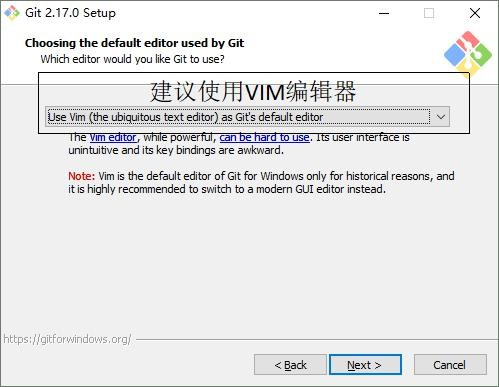 Git 2.17.0 Setup
Choosing the default editor used by Git
Which editor would you like Git to use?
建议使用VIM编辑器
Use Vim (the ubiquitous text editor) as Git's default editor
The Vim editor, while powerful, can be hard to use. Its user interface is
unintuitive and its key bindings are awkward.
Note: Vim is the default editor of Git for Windows only for historical reasons, and
it is highly recommended to switch to a modern GUI editor instead.
https://gitforwindows.org/
< Back
Next >
Cancel